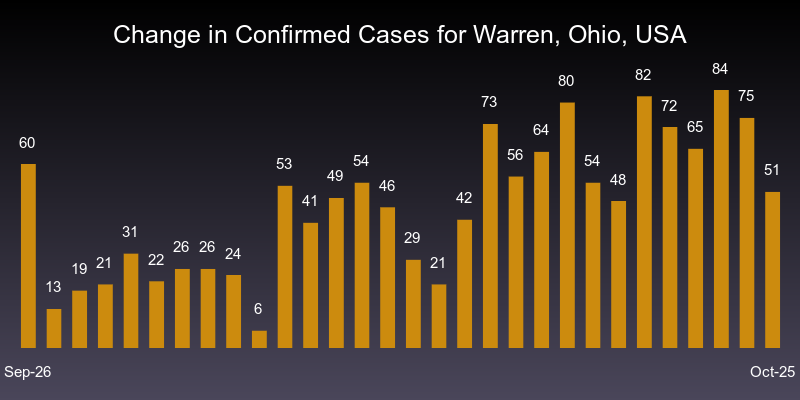 Change in Confirmed Cases for Warren, Ohio, USA
60 13 19 21 31 22 26 26 24 6 53 41 49 54 46 29 21 42 73 56 64 80 54 48 82 72 65 84 75 51
Sep-26 Oct-25